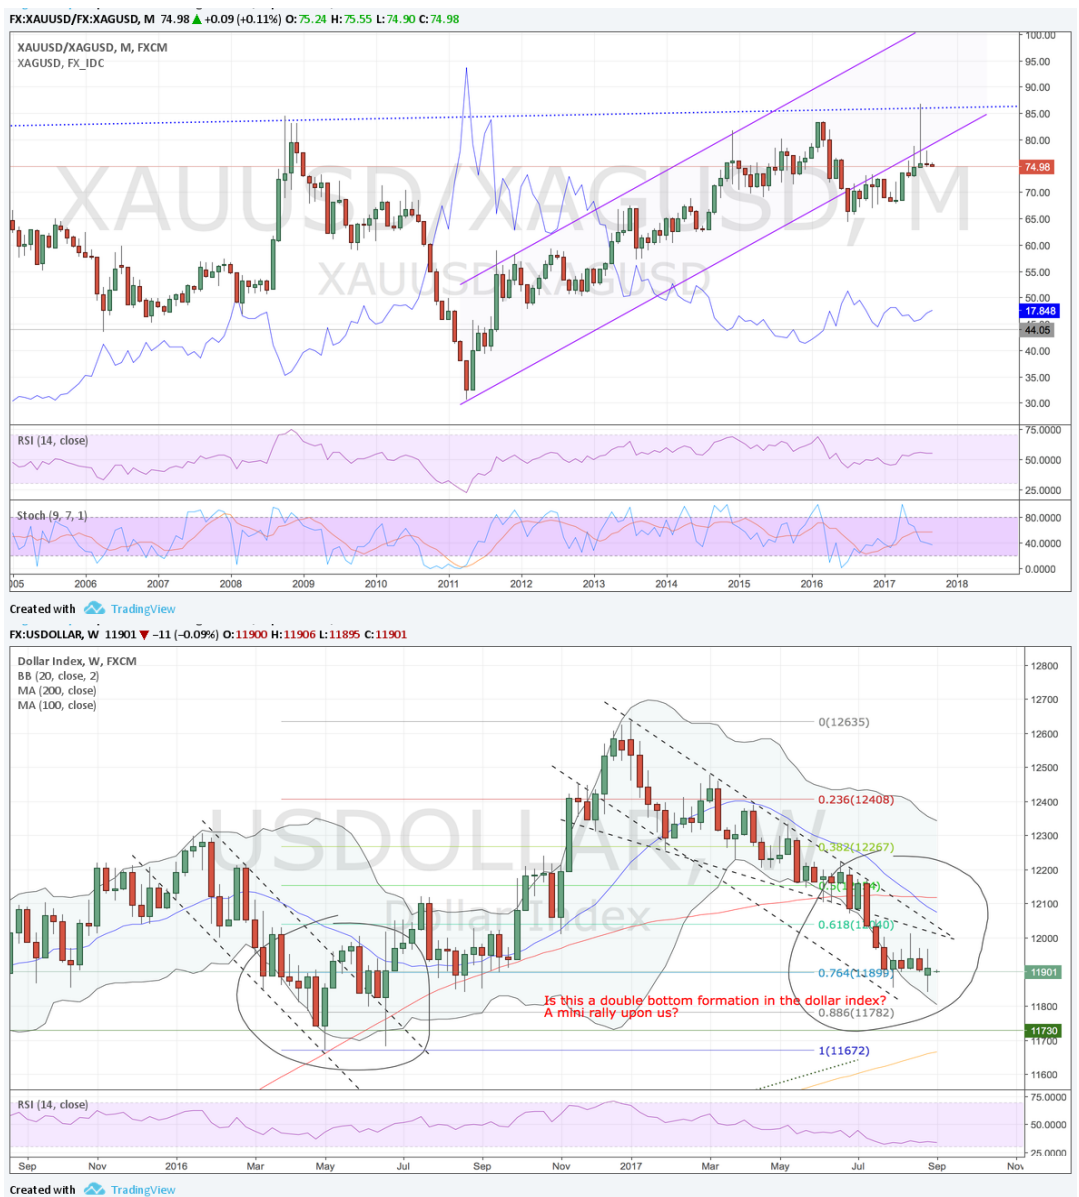 FX:XAUUSD/FX:XAGUSD, M 74.98 ▲ +0.09 (+0.11%) O:75.24 H:75.55 L:74.90 C:74.98
XAUUSD/XAGUSD, M, FXCM
XAGUSD, FX_IDC
XAUUSD/XAGUSD, M
XAUUSD/XAGUSD
100.00
95.00
90.00
85.00
80.00
74.98
70.00
65.00
60.00
55.00
50.00
17.848
44.05
40.00
35.00
30.00
RSI (14, close)
75.0000
50.0000
25.0000
Stoch (9, 7, 1)
80.0000
40.0000
0.0000
2006 2007 2008 2009 2010 2011 2012 2013 2014 2015 2016 2017 2018
Created with TradingView
FX:USDOLLAR, W 11901 ▼ −11 (−0.09%) O:11900 H:11906 L:11895 C:11901
Dollar Index, W, FXCM
BB (20, close, 2)
MA (200, close)
MA (100, close)
USDOLLAR, W
Dollar Index
12800
12700
0(12635)
12600
12500
0.236(12408)
12400
12300
0.382(12267)
12200
12100
0.618(12040)
12000
0.764(11899)
11901
Is this a double bottom formation in the dollar index?
A mini rally upon us?
11800
0.886(11782)
11730
11700
1(11672)
11600
RSI (14, close)
75.0000
50.0000
25.0000
Sep Nov 2016 Mar May Jul Sep Nov 2017 Mar May Jul Sep Nov
Created with TradingView